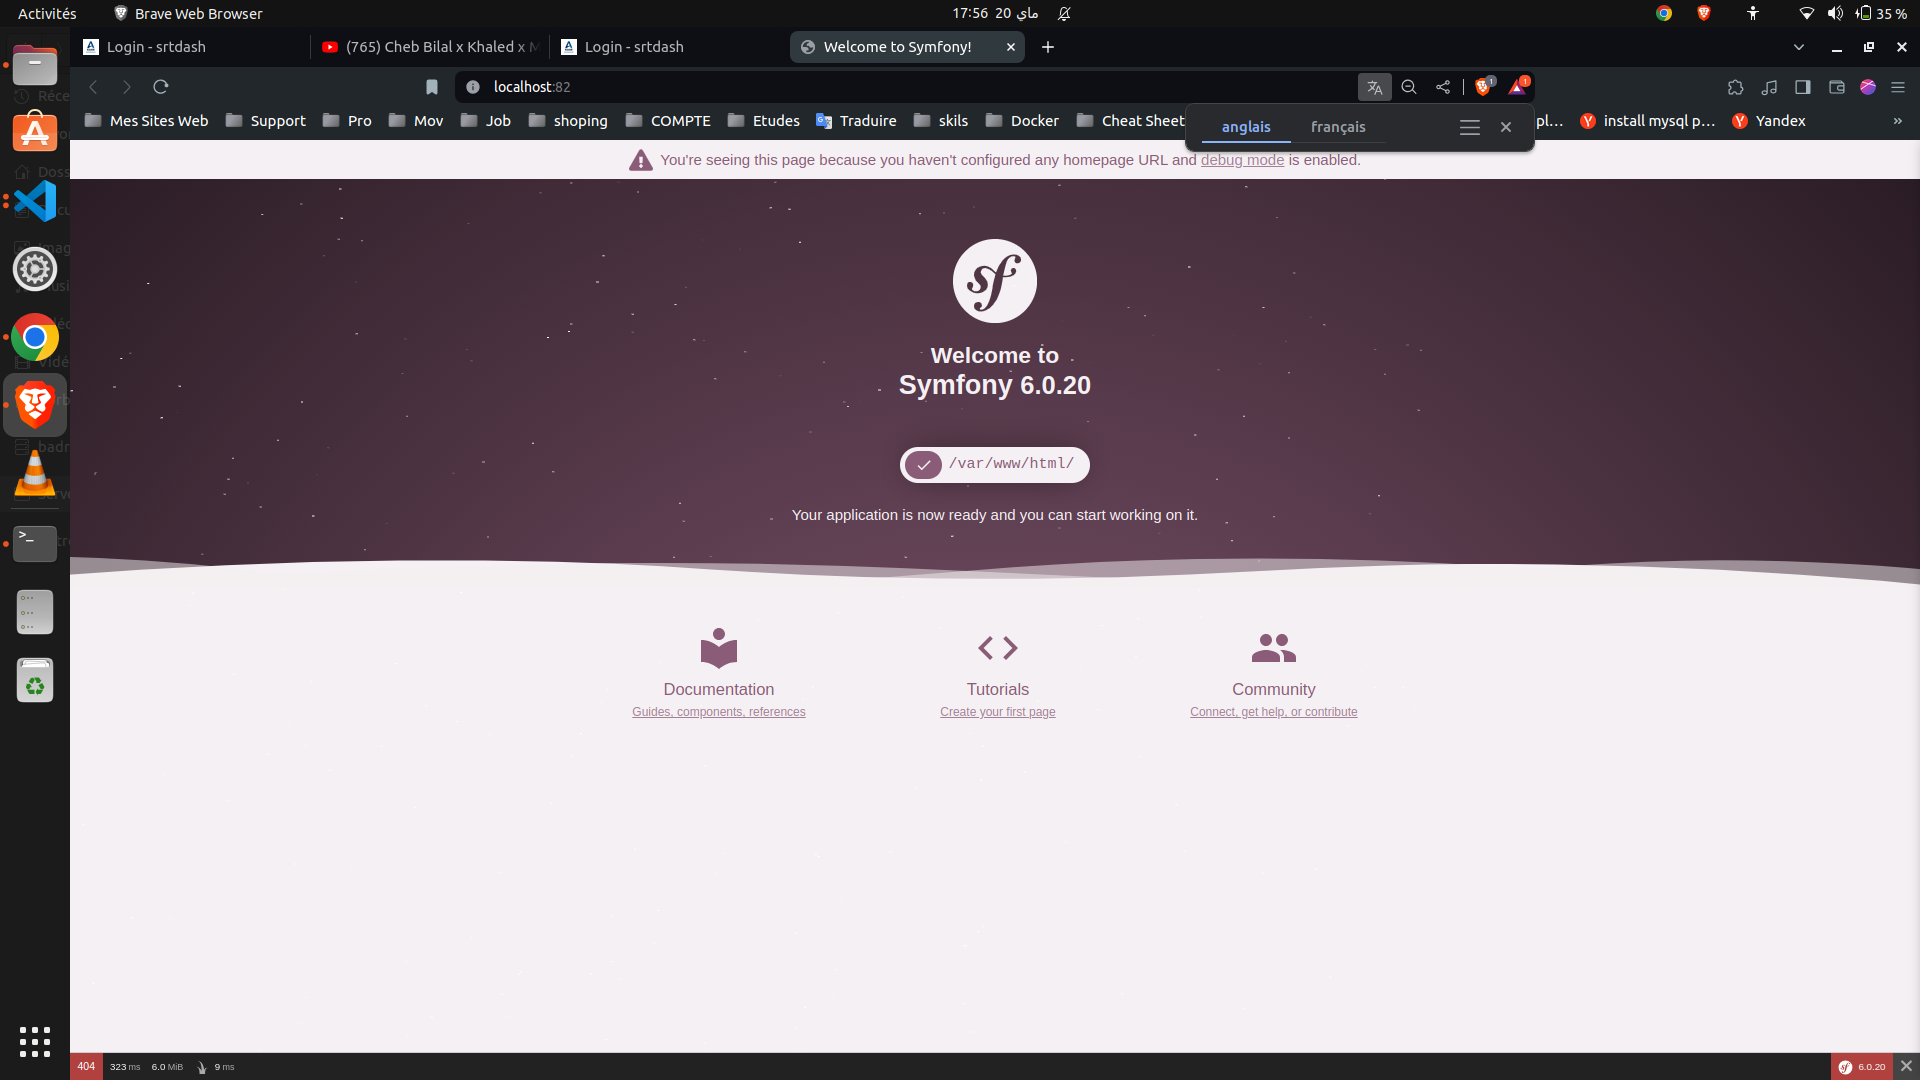 Activités
Brave Web Browser
17:56 20 ماي
35 %
Login - srtdash
(765) Cheb Bilal x Khaled x M
Login - srtdash
Welcome to Symfony!
localhost:82
Mes Sites Web
Support
Pro
Mov
Job
shoping
COMPTE
Etudes
Traduire
skils
Docker
Cheat Sheet
pl…
install mysql p…
Yandex
»
anglais
français
You're seeing this page because you haven't configured any homepage URL and debug mode is enabled.
sf
Welcome to
Symfony 6.0.20
/var/www/html/
Your application is now ready and you can start working on it.
Documentation
Guides, components, references
Tutorials
Create your first page
Community
Connect, get help, or contribute
404
323 ms
6.0 MiB
9 ms
6.0.20